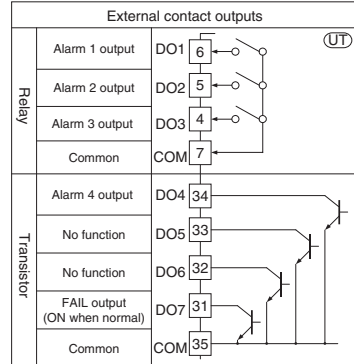 External contact outputs
UT
Relay
Alarm 1 output DO1 6
Alarm 2 output DO2 5
Alarm 3 output DO3 4
Common COM 7
Transistor
Alarm 4 output DO4 34
No function DO5 33
No function DO6 32
FAIL output
(ON when normal) DO7 31
Common COM 35